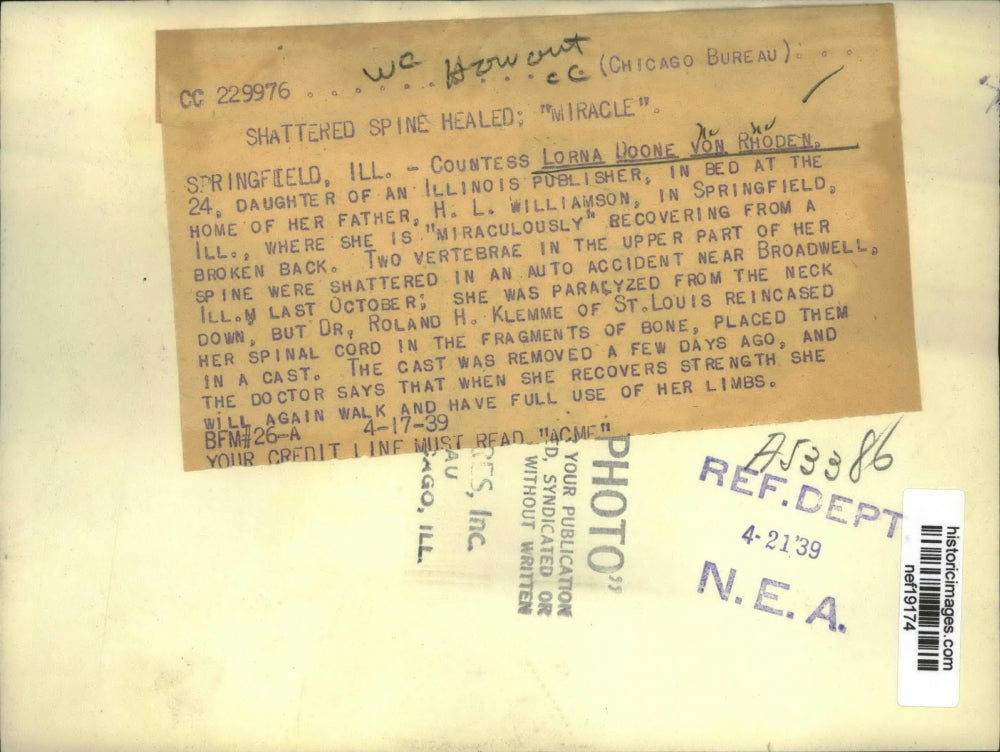 CC 229976 . . . . . . . . . . . . (CHICAGO BUREAU). . .
SHATTERED SPINE HEALED; "MIRACLE".
SPRINGFIELD, ILL. - COUNTESS LORNA DOONE VON RHODEN,
24, DAUGHTER OF AN ILLINOIS PUBLISHER, IN BED AT THE
HOME OF HER FATHER, H. L. WILLIAMSON, IN SPRINGFIELD,
ILL., WHERE SHE IS "MIRACULOUSLY" RECOVERING FROM A
BROKEN BACK. TWO VERTEBRAE IN THE UPPER PART OF HER
SPINE WERE SHATTERED IN AN AUTO ACCIDENT NEAR BROADWELL,
ILL. LAST OCTOBER; SHE WAS PARALYZED FROM THE NECK
DOWN, BUT DR. ROLAND H. KLEMME OF ST.LOUIS REINCASED
HER SPINAL CORD IN THE FRAGMENTS OF BONE, PLACED THEM
IN A CAST. THE CAST WAS REMOVED A FEW DAYS AGO, AND
THE DOCTOR SAYS THAT WHEN SHE RECOVERS STRENGTH SHE
WILL AGAIN WALK AND HAVE FULL USE OF HER LIMBS.
BFM#26-A 4-17-39
YOUR CREDIT LINE MUST READ "ACME"
PHOTO"
YOUR PUBLICATION
D, SYNDICATED OR
WITHOUT WRITTEN
RES, Inc.
AU
AGO, ILL.
A53386
REF. DEPT
4-21'39
N.E.A.
historicimages.com
nef19174